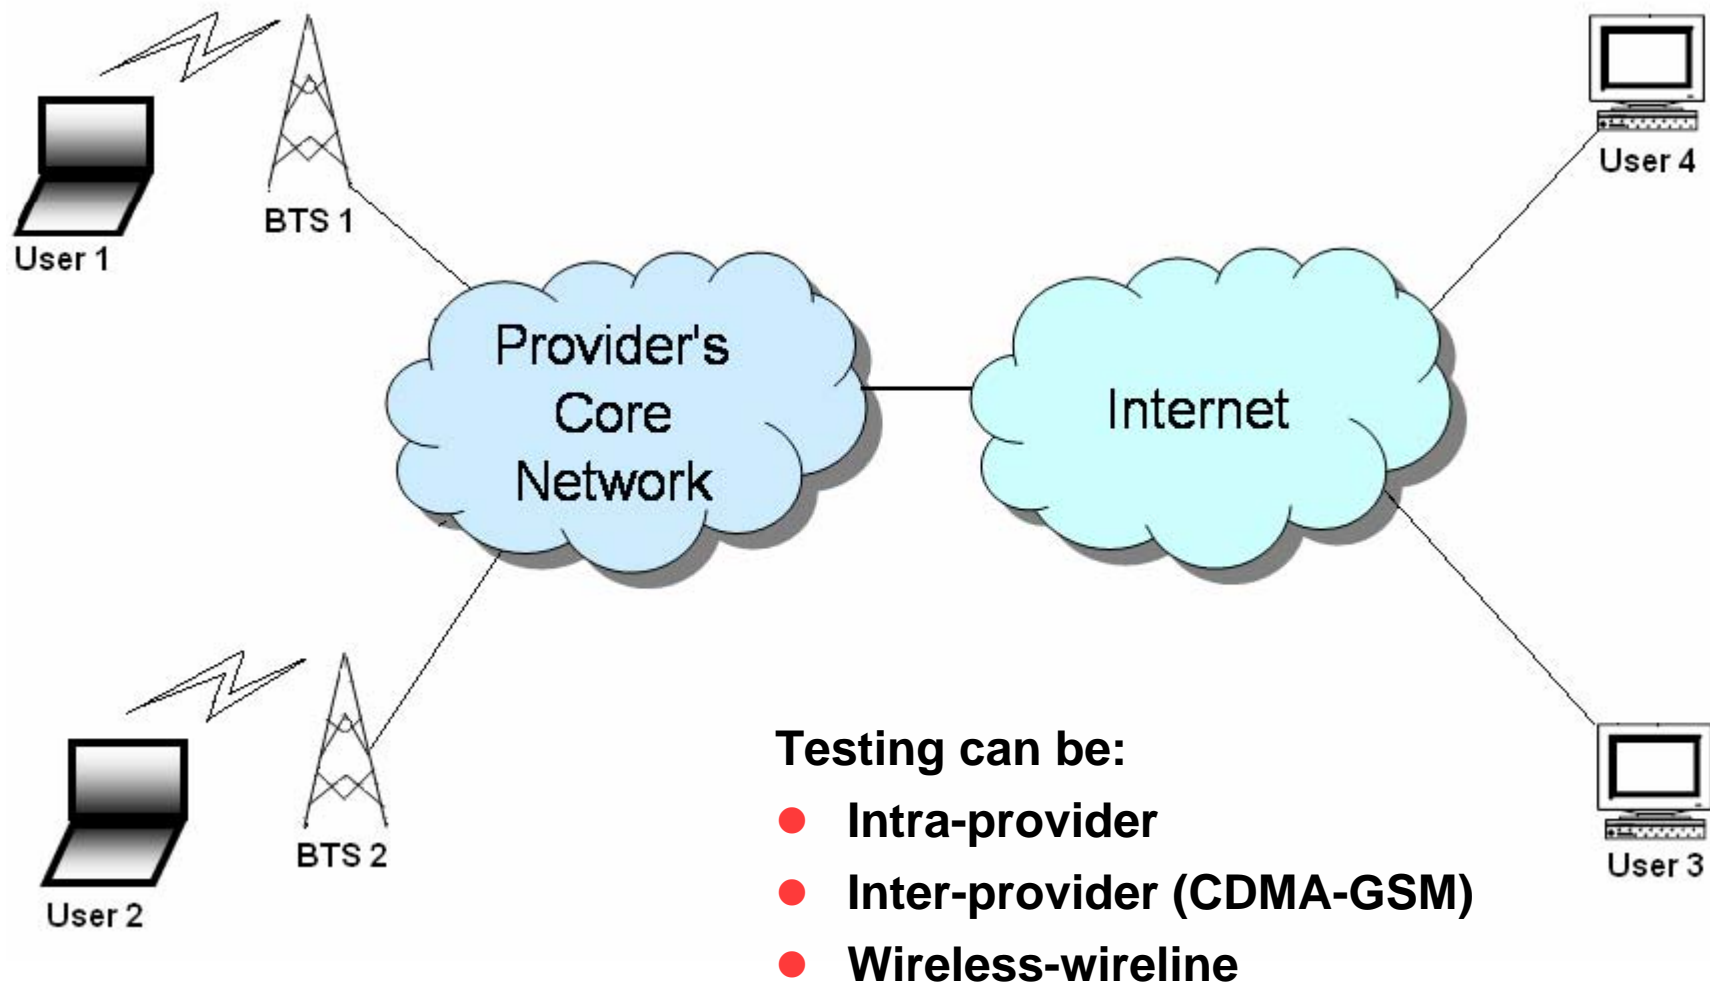 User 4
BTS 1
User 1
Provider's
Core
Network
Internet
Testing can be:
Intra-provider
Inter-provider (CDMA-GSM)
Wireless-wireline
BTS 2
User 3
User 2